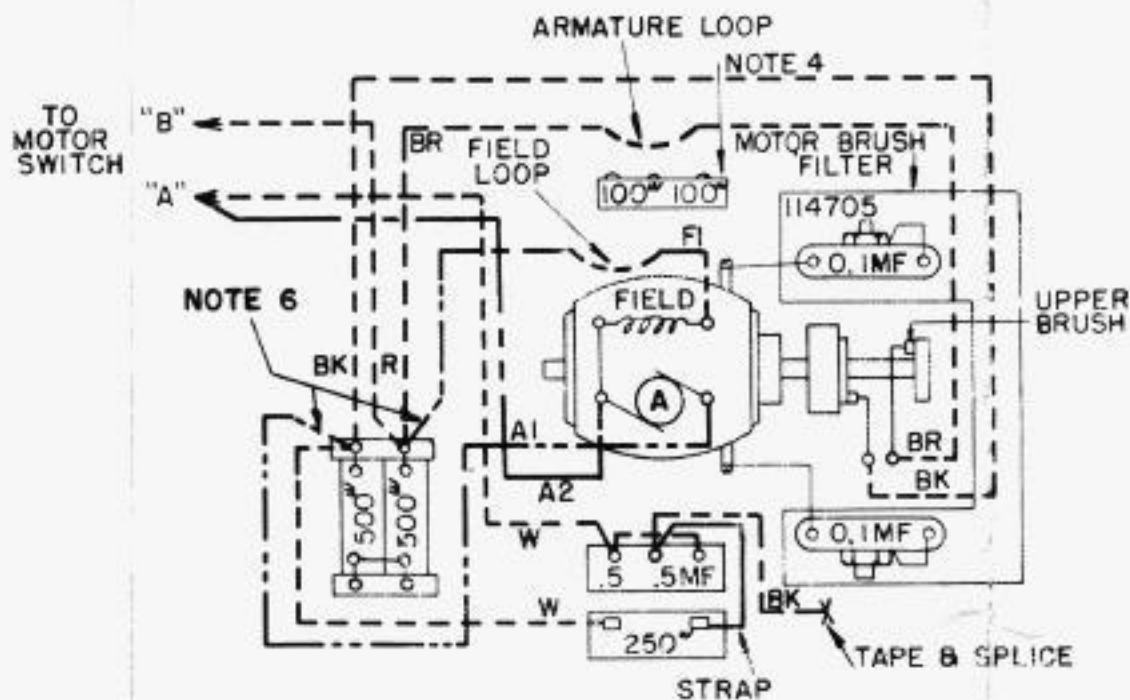 ARMATURE LOOP
NOTE 4
TO
MOTOR
SWITCH
"B"
"A"
BR
FIELD
LOOP
MOTOR BRUSH
FILTER
100ω 100ω
114705
0.1MF
F1
FIELD
UPPER
BRUSH
NOTE 6
BK
R
A
A1
A2
BR
BK
500ω
500ω
W
.5 .5MF
0.1MF
W
250ω
BK
TAPE & SPLICE
STRAP